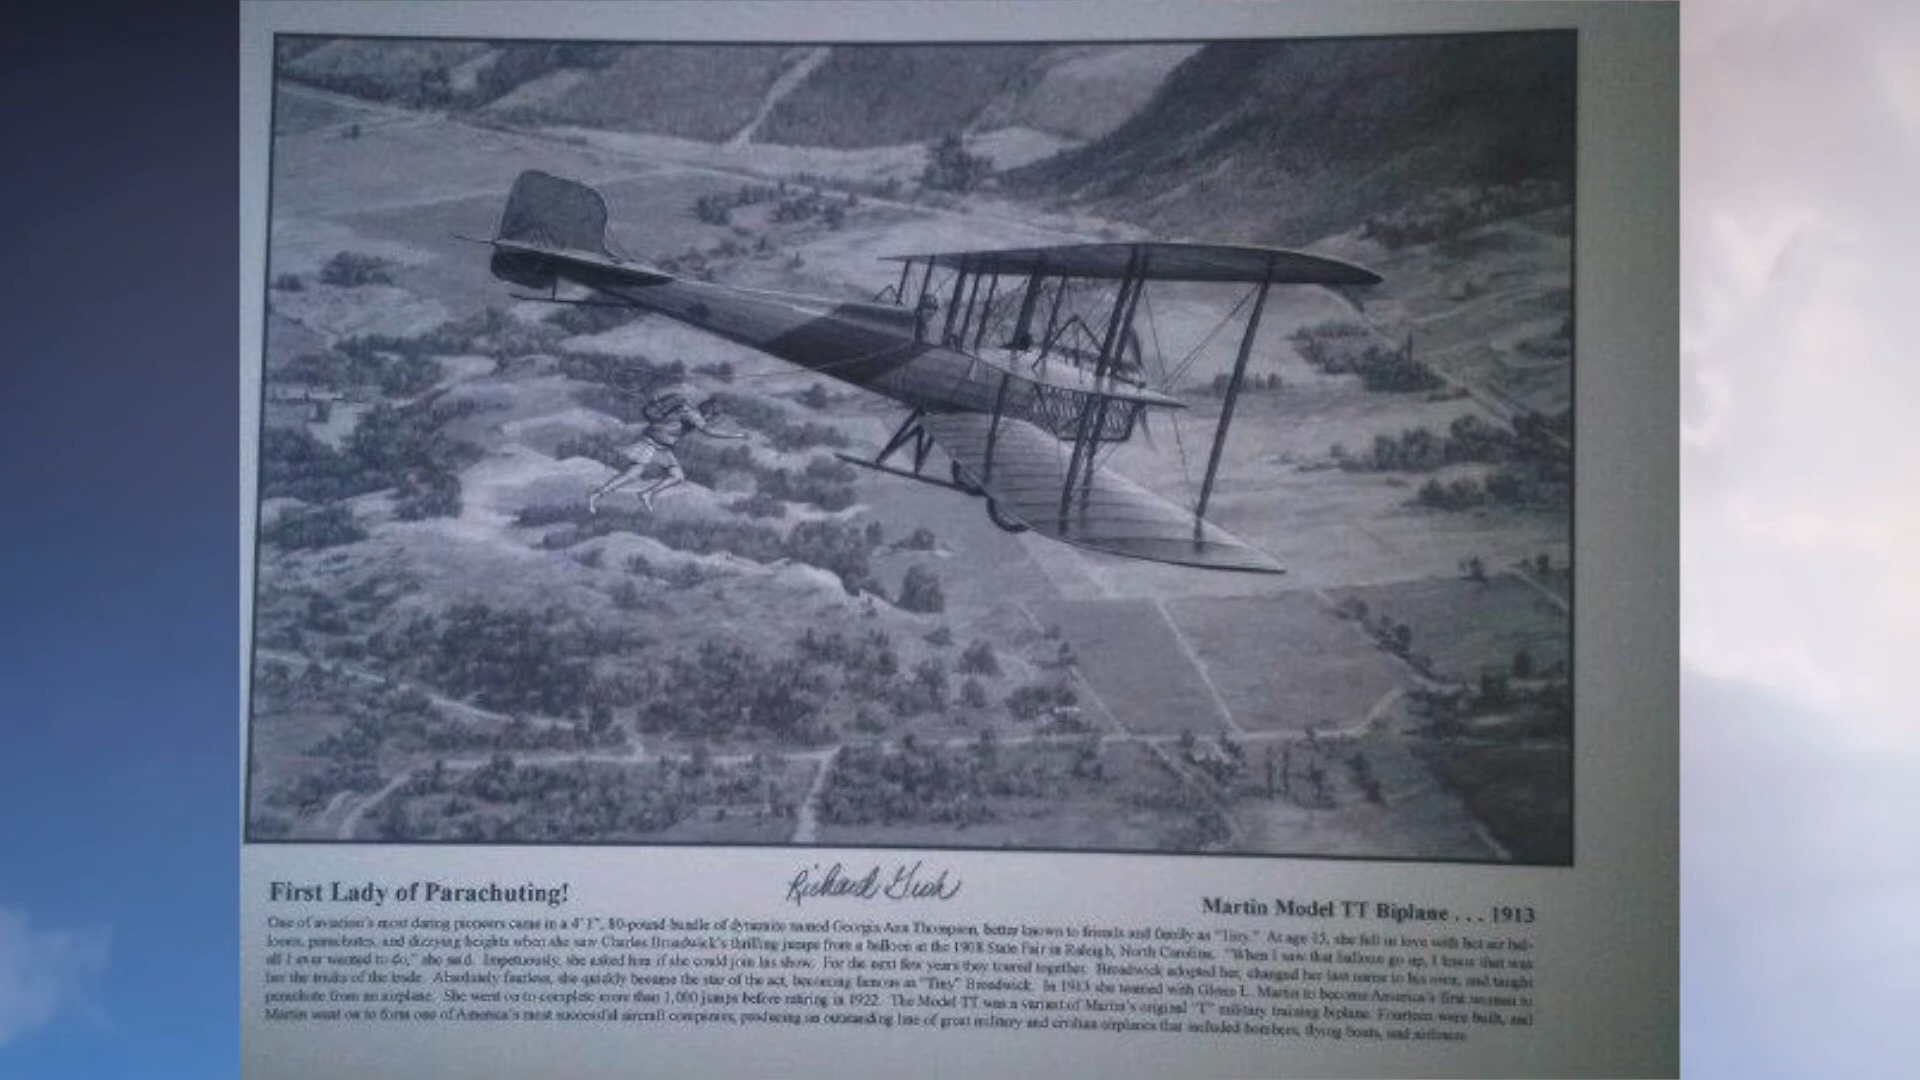 Richard
First Lady of Parachuting!
Martin Model TT Biplane . . . 1913
One of aviation's most daring pioneers came in a 4'1", 80-pound bundle of dynamite named Georgia Ann Thompson, better known to friends and family as "Tiny." At age 15, she fell in love with hot air bal-
loons, parachutes, and dizzying heights when she saw Charles Broadwick's thrilling jumps from a balloon at the 1908 State Fair in Raleigh, North Carolina. "When I saw that balloon go up, I knew that was
all I ever wanted to do," she said. Impetuously, she asked him if she could join his show. For the next few years they toured together. Broadwick adopted her, changed her last name to his own, and taught
her the tricks of the trade. Absolutely fearless, she quickly became the star of the act, becoming famous as "Tiny" Broadwick. In 1913 she teamed with Glenn L. Martin to become America's first woman to
parachute from an airplane. She went on to complete more than 1,000 jumps before retiring in 1922. The Model TT was a variant of Martin's original "T" military training biplane. Fourteen were built, and
Martin went on to form one of America's most successful aircraft companies, producing an outstanding line of great military and civilian airplanes that included bombers, flying boats, and airliners.